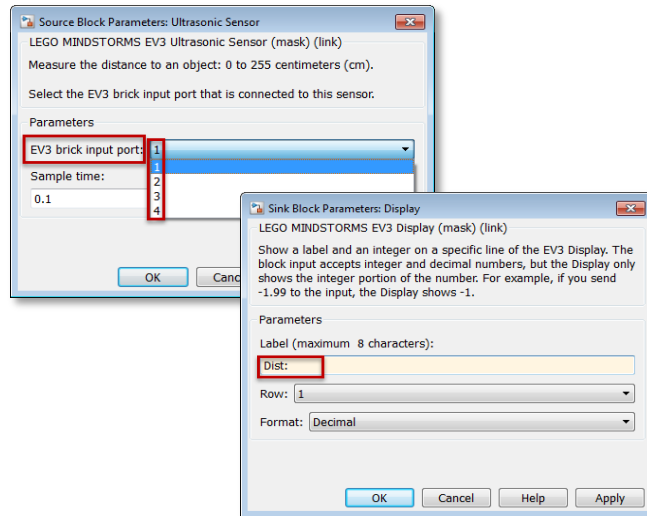 Source Block Parameters: Ultrasonic Sensor
LEGO MINDSTORMS EV3 Ultrasonic Sensor (mask) (link)
Measure the distance to an object: 0 to 255 centimeters (cm).
Select the EV3 brick input port that is connected to this sensor.
Parameters
EV3 brick input port: 1
1
2
3
4
Sample time:
0.1
OK
Canc
Sink Block Parameters: Display
LEGO MINDSTORMS EV3 Display (mask) (link)
Show a label and an integer on a specific line of the EV3 Display. The
block input accepts integer and decimal numbers, but the Display only
shows the integer portion of the number. For example, if you send
-1.99 to the input, the Display shows -1.
Parameters
Label (maximum 8 characters):
Dist:
Row: 1
Format: Decimal
OK Cancel Help Apply